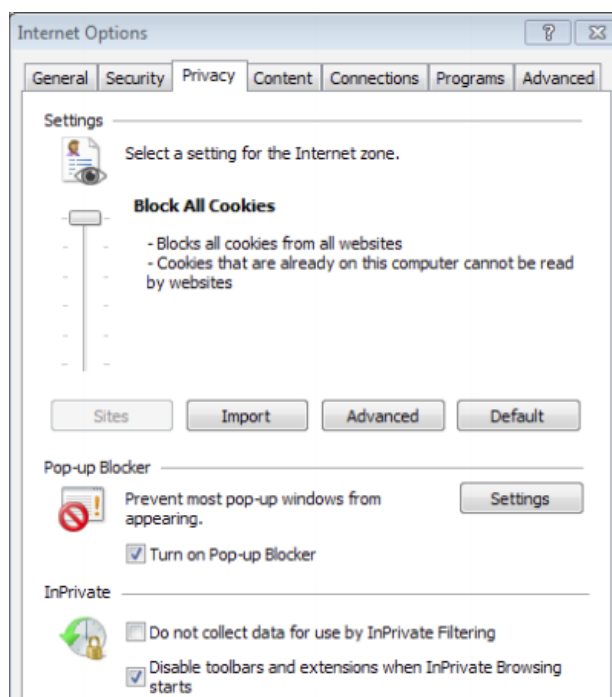 Internet Options
General Security Privacy Content Connections Programs Advanced
Settings
Select a setting for the Internet zone.
Block All Cookies
- Blocks all cookies from all websites
- Cookies that are already on this computer cannot be read
by websites
Sites Import Advanced Default
Pop-up Blocker
Prevent most pop-up windows from
appearing.
Settings
Turn on Pop-up Blocker
InPrivate
Do not collect data for use by InPrivate Filtering
Disable toolbars and extensions when InPrivate Browsing
starts